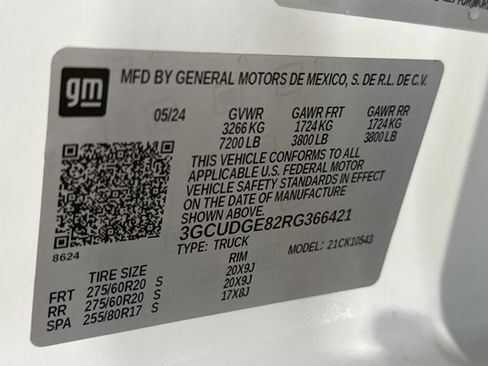 gm
MFD BY GENERAL MOTORS DE MEXICO, S. DE R.L. DE C.V.
05/24 GVWR GAWR FRT GAWR RR
3266 KG 1724 KG 1724 KG
7200 LB 3800 LB 3800 LB
THIS VEHICLE CONFORMS TO ALL
APPLICABLE U.S. FEDERAL MOTOR
VEHICLE SAFETY STANDARDS IN EFFECT
ON THE DATE OF MANUFACTURE
SHOWN ABOVE.
3GCUDGE82RG366421
8624 TYPE: TRUCK MODEL: 21CK10543
TIRE SIZE RIM
FRT 275/60R20 S 20X9J
RR 275/60R20 S 20X9J
SPA 255/80R17 S 17X8J